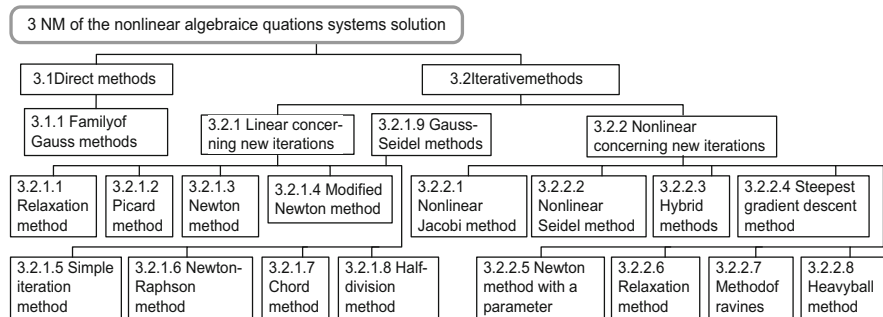 3 NM of the nonlinear algebraice quations systems solution
3.1Direct methods
3.2Iterativemethods
3.1.1 Familyof
Gauss methods
3.2.1 Linear concer-
ning new iterations
3.2.1.9 Gauss-
Seidel methods
3.2.2 Nonlinear
concerning new iterations
3.2.1.1
Relaxation
method
3.2.1.2
Picard
method
3.2.1.3
Newton
method
3.2.1.4 Modified
Newton method
3.2.2.1
Nonlinear
Jacobi method
3.2.2.2
Nonlinear
Seidel method
3.2.2.3
Hybrid
methods
3.2.2.4 Steepest
gradient descent
method
3.2.1.5 Simple
iteration
method
3.2.1.6 Newton-
Raphson
method
3.2.1.7
Chord
method
3.2.1.8 Half-
division
method
3.2.2.5 Newton
method with a
parameter
3.2.2.6
Relaxation
method
3.2.2.7
Methodof
ravines
3.2.2.8
Heavyball
method